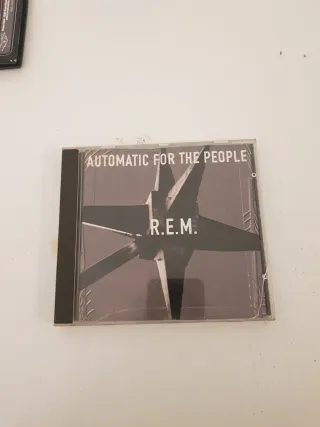 AUTOMATIC FOR THE PEOPLE
R.E.M.